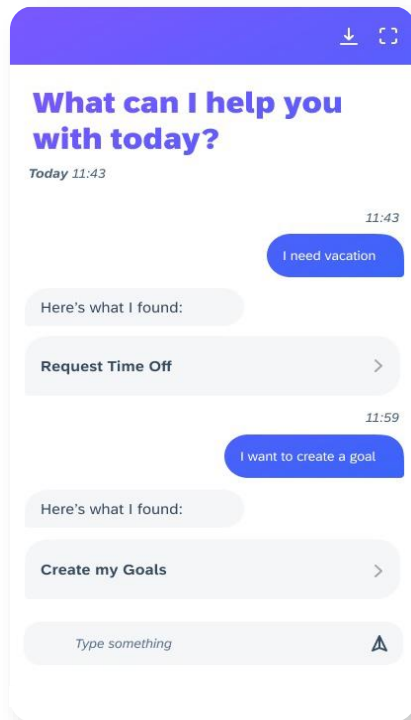 What can I help you
with today?
Today 11:43
11:43
I need vacation
Here's what I found:
Request Time Off
11:59
I want to create a goal
Here's what I found:
Create my Goals
Type something